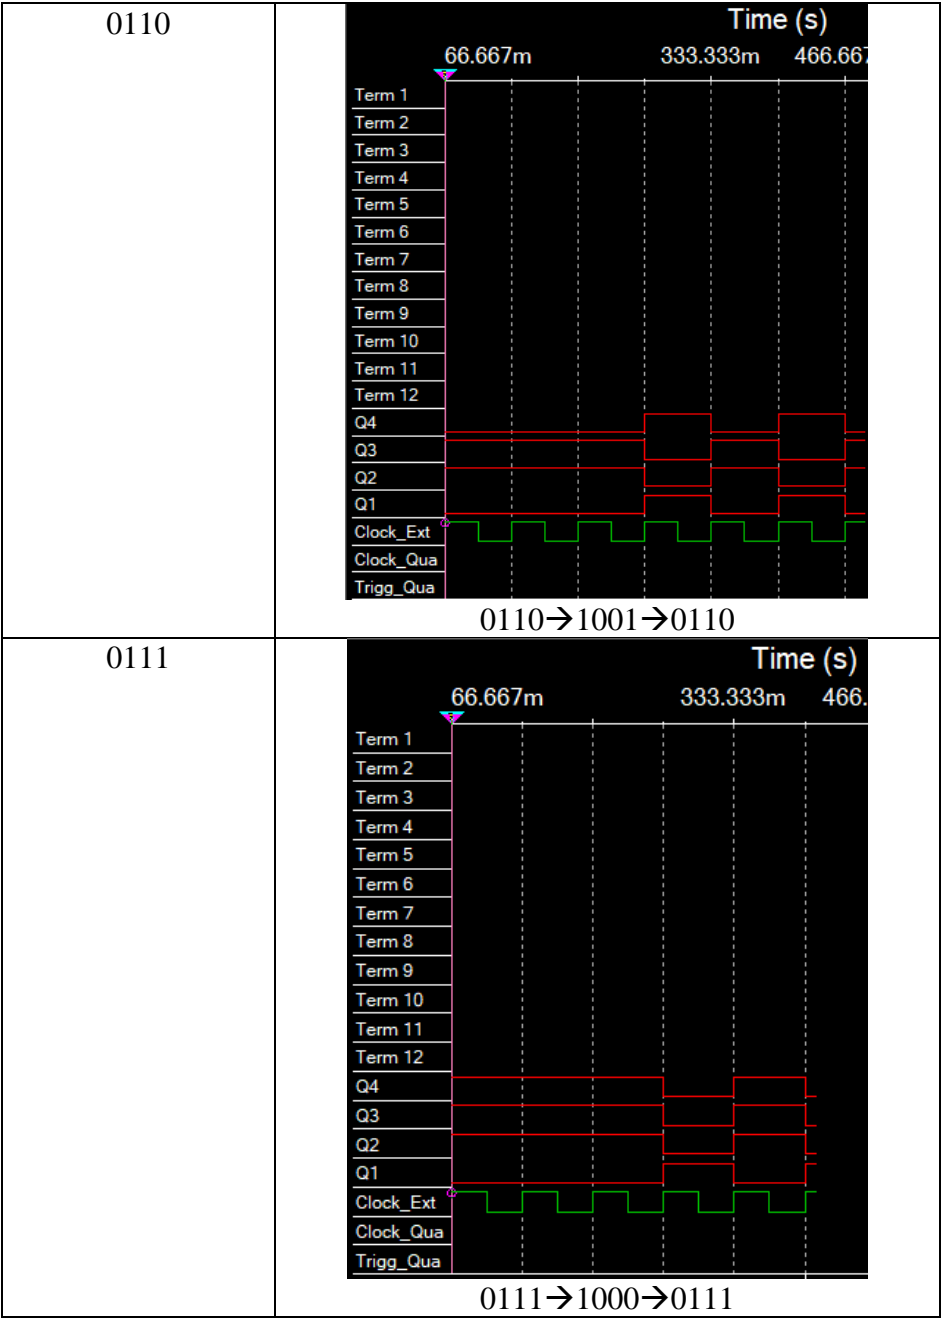 0110
Time (s)
66.667m 333.333m 466.667
Term 1
Term 2
Term 3
Term 4
Term 5
Term 6
Term 7
Term 8
Term 9
Term 10
Term 11
Term 12
Q4
Q3
Q2
Q1
Clock_Ext
Clock_Qua
Trigg_Qua
0110→1001→0110
0111
Time (s)
66.667m 333.333m 466.
Term 1
Term 2
Term 3
Term 4
Term 5
Term 6
Term 7
Term 8
Term 9
Term 10
Term 11
Term 12
Q4
Q3
Q2
Q1
Clock_Ext
Clock_Qua
Trigg_Qua
0111→1000→0111